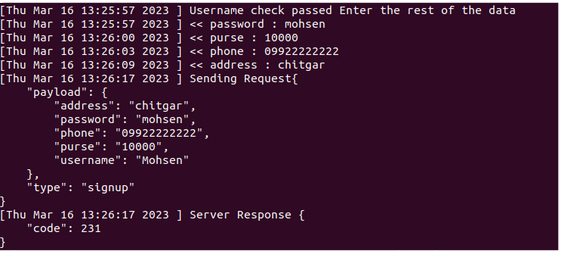 [Thu Mar 16 13:25:57 2023 ] Username check passed Enter the rest of the data
[Thu Mar 16 13:25:57 2023 ] << password : mohsen
[Thu Mar 16 13:26:00 2023 ] << purse : 10000
[Thu Mar 16 13:26:03 2023 ] << phone : 09922222222
[Thu Mar 16 13:26:09 2023 ] << address : chitgar
[Thu Mar 16 13:26:17 2023 ] Sending Request{
    "payload": {
        "address": "chitgar",
        "password": "mohsen",
        "phone": "09922222222",
        "purse": "10000",
        "username": "Mohsen"
    },
    "type": "signup"
}
[Thu Mar 16 13:26:17 2023 ] Server Response {
    "code": 231
}